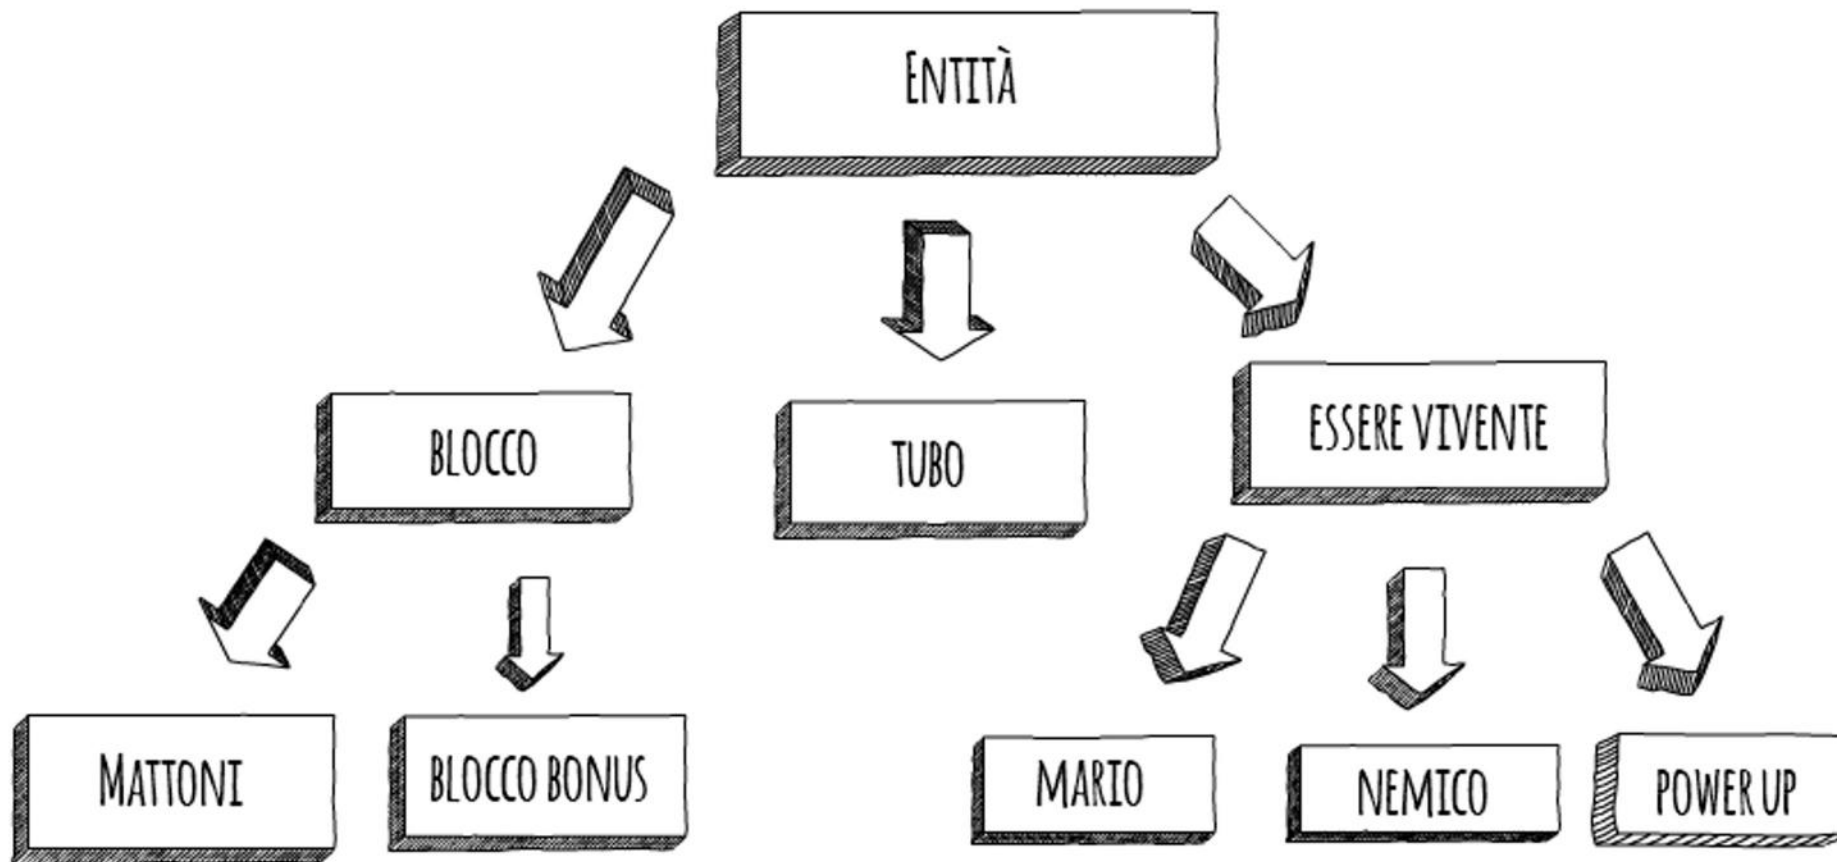 Entità
BLOCCO
TUBO
ESSERE VIVENTE
MATTONI
BLOCCO BONUS
MARIO
NEMICO
POWER UP